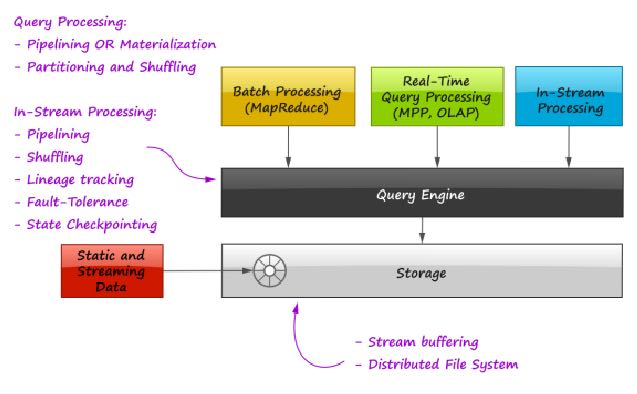 Query Processing:
- Pipelining OR Materialization
- Partitioning and Shuffling
In-Stream Processing:
- Pipelining
- Shuffling
- Lineage tracking
- Fault-Tolerance
- State Checkpointing
Batch Processing
(MapReduce)
Real-Time
Query Processing
(MPP, OLAP)
In-Stream
Processing
Query Engine
Static and
Streaming
Data
Storage
- Stream buffering
- Distributed File System